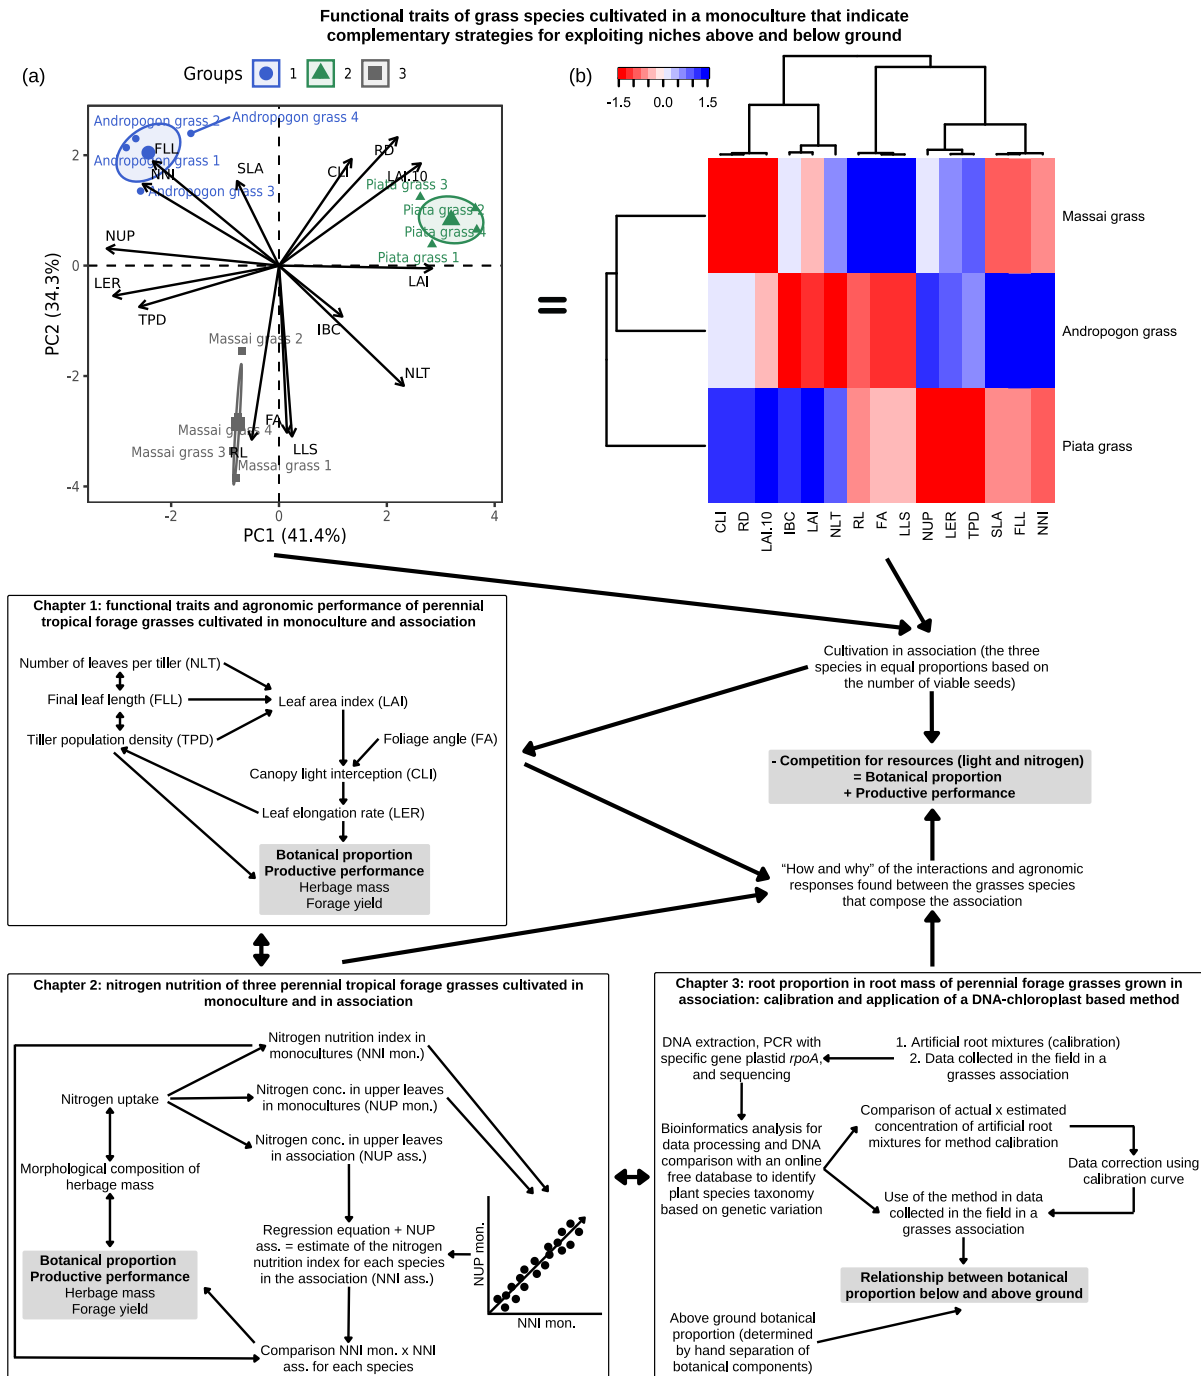 Functional traits of grass species cultivated in a monoculture that indicate
complementary strategies for exploiting niches above and below ground
(a)
Groups
1
2
3
Andropogon grass 2
Andropogon grass 4
FLL
Andropogon grass 1
NNI
Andropogon grass 3
SLA
CLI
RD
LAI.10
Piata grass 3
Piata grass 2
Piata grass 4
Piata grass 1
NUP
LER
TPD
LAI
IBC
NLT
Massai grass 2
FA
Massai grass 4
Massai grass 3
RL
LLS
Massai grass 1
2
0
-2
-4
-2
0
2
4
PC2 (34.3%)
PC1 (41.4%)
=
(b)
-1.5
0.0
1.5
Massai grass
Andropogon grass
Piata grass
CLI
RD
LAI.10
IBC
LAI
NLT
RL
FA
LLS
NUP
LER
TPD
SLA
FLL
NNI
Chapter 1: functional traits and agronomic performance of perennial
tropical forage grasses cultivated in monoculture and association
Number of leaves per tiller (NLT)
Final leaf length (FLL)
Leaf area index (LAI)
Tiller population density (TPD)
Foliage angle (FA)
Canopy light interception (CLI)
Leaf elongation rate (LER)
Botanical proportion
Productive performance
Herbage mass
Forage yield
Cultivation in association (the three
species in equal proportions based on
the number of viable seeds)
- Competition for resources (light and nitrogen)
= Botanical proportion
+ Productive performance
“How and why” of the interactions and agronomic
responses found between the grasses species
that compose the association
Chapter 2: nitrogen nutrition of three perennial tropical forage grasses cultivated in
monoculture and in association
Nitrogen nutrition index in
monocultures (NNI mon.)
Nitrogen uptake
Nitrogen conc. in upper leaves
in monocultures (NUP mon.)
Nitrogen conc. in upper leaves
in association (NUP ass.)
Morphological composition of
herbage mass
Regression equation + NUP
ass. = estimate of the nitrogen
nutrition index for each species
in the association (NNI ass.)
NUP mon.
NNI mon.
Botanical proportion
Productive performance
Herbage mass
Forage yield
Comparison NNI mon. x NNI
ass. for each species
Chapter 3: root proportion in root mass of perennial forage grasses grown in
association: calibration and application of a DNA-chloroplast based method
DNA extraction, PCR with
specific gene plastid rpoA,
and sequencing
1. Artificial root mixtures (calibration)
2. Data collected in the field in a
grasses association
Bioinformatics analysis for
data processing and DNA
comparison with an online
free database to identify
plant species taxonomy
based on genetic variation
Comparison of actual x estimated
concentration of artificial root
mixtures for method calibration
Data correction using
calibration curve
Use of the method in data
collected in the field in a
grasses association
Relationship between botanical
proportion below and above ground
Above ground botanical
proportion (determined
by hand separation of
botanical components)